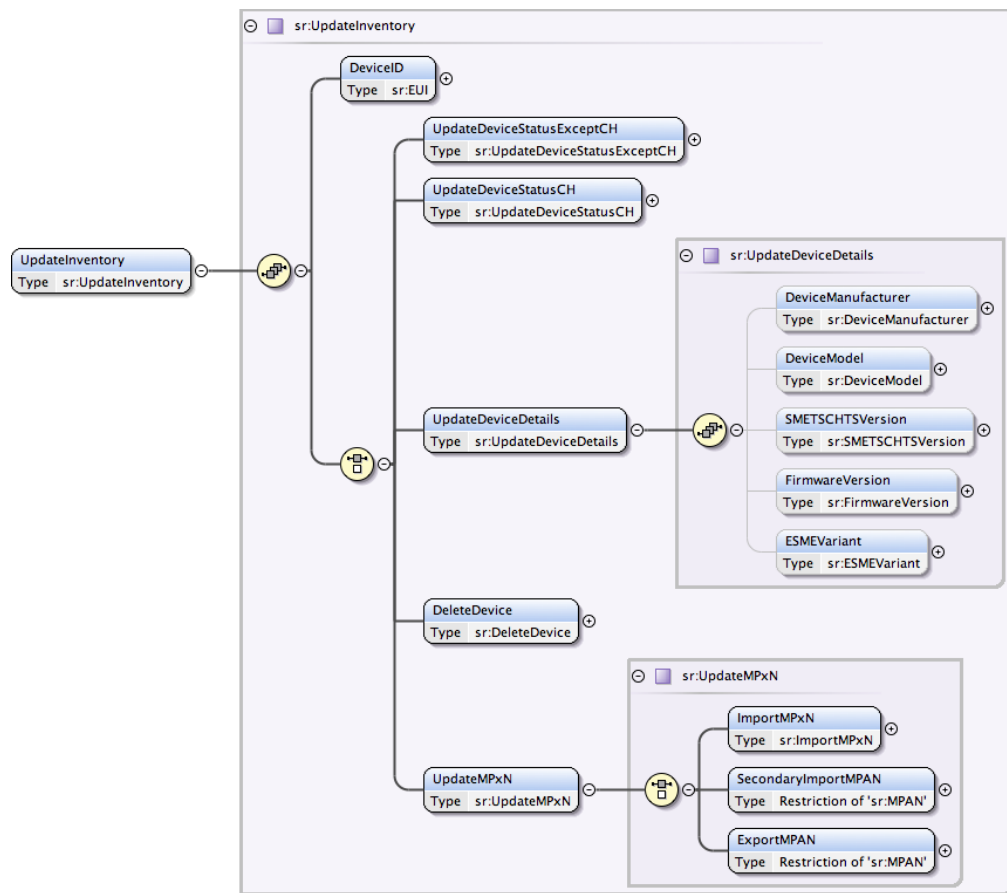 sr:UpdateInventory
DeviceID
Type sr:EUI
UpdateDeviceStatusExceptCH
Type sr:UpdateDeviceStatusExceptCH
UpdateDeviceStatusCH
Type sr:UpdateDeviceStatusCH
UpdateInventory
Type sr:UpdateInventory
sr:UpdateDeviceDetails
DeviceManufacturer
Type sr:DeviceManufacturer
DeviceModel
Type sr:DeviceModel
UpdateDeviceDetails
Type sr:UpdateDeviceDetails
SMETSCHTSVersion
Type sr:SMETSCHTSVersion
FirmwareVersion
Type sr:FirmwareVersion
ESMEVariant
Type sr:ESMEVariant
DeleteDevice
Type sr:DeleteDevice
sr:UpdateMPxN
ImportMPxN
Type sr:ImportMPxN
UpdateMPxN
Type sr:UpdateMPxN
SecondaryImportMPAN
Type Restriction of 'sr:MPAN'
ExportMPAN
Type Restriction of 'sr:MPAN'